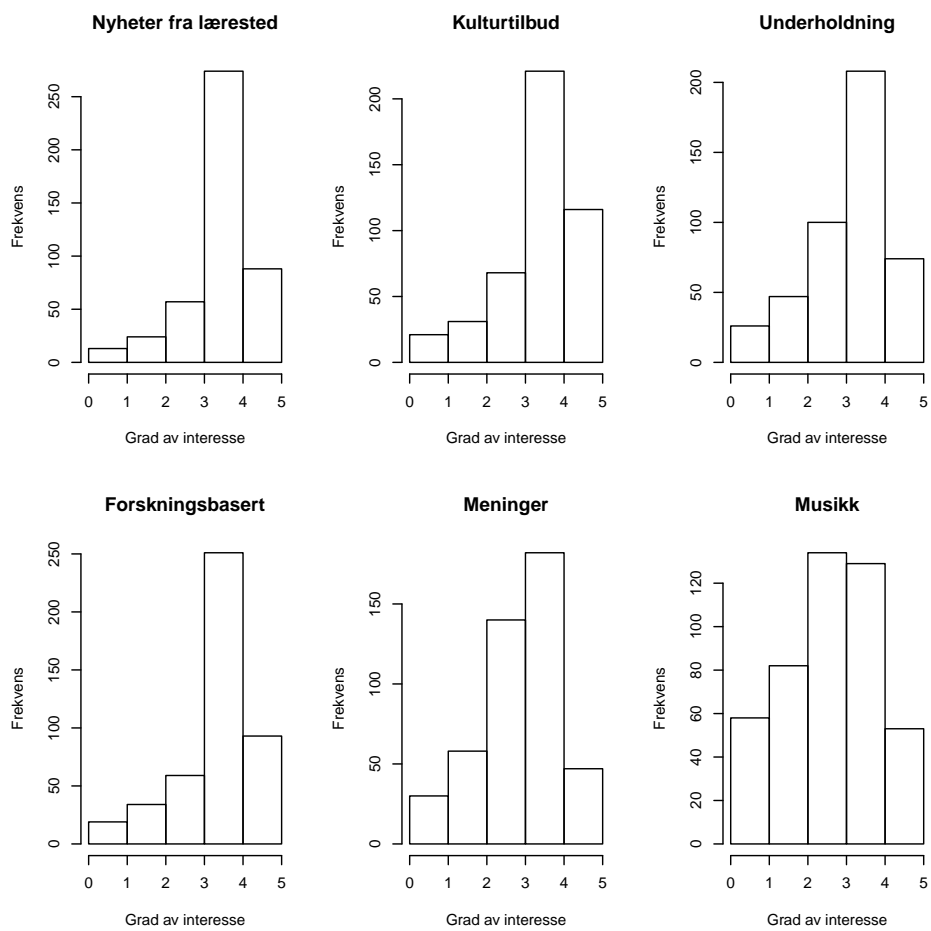 Nyheter fra lærested
Frekvens
0 50 100 150 200 250
0 1 2 3 4 5
Grad av interesse
Kulturtilbud
Frekvens
0 50 100 150 200
0 1 2 3 4 5
Grad av interesse
Underholdning
Frekvens
0 50 100 150 200
0 1 2 3 4 5
Grad av interesse
Forskningsbasert
Frekvens
0 50 100 150 200 250
0 1 2 3 4 5
Grad av interesse
Meninger
Frekvens
0 50 100 150
0 1 2 3 4 5
Grad av interesse
Musikk
Frekvens
0 20 40 60 80 100 120
0 1 2 3 4 5
Grad av interesse